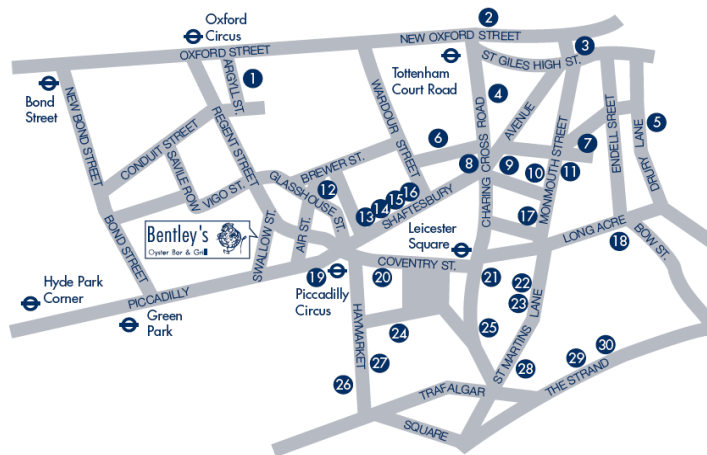 2
Oxford
Circus
NEW OXFORD STREET
OXFORD STREET
3
ST GILES HIGH ST.
Tottenham
Court Road
1
ARGYLL ST.
Bond
Street
NEW BOND STREET
WARDOUR STREET
4
AVENUE
CONDUIT STREET
REGENT STREET
CHARING CROSS ROAD
MONMOUTH STREET
ENDELL SREET
DRURY LANE
5
6
7
8
9
10
11
SAVILE ROW
VIGO ST.
BREWER ST.
GLASSHOUSE ST.
12
13
14
15
16
SHAFTESBURY
17
BOND STREET
Bentley's
Oyster Bar & Grill
SWALLOW ST.
AIR ST.
Leicester
Square
LONG ACRE
18
BOW ST.
COVENTRY ST.
Hyde Park
Corner
PICCADILLY
Green
Park
19
Piccadilly
Circus
20
21
22
23
HAYMARKET
24
25
ST MARTINS LANE
26
27
28
29
30
THE STRAND
TRAFALGAR
SQUARE